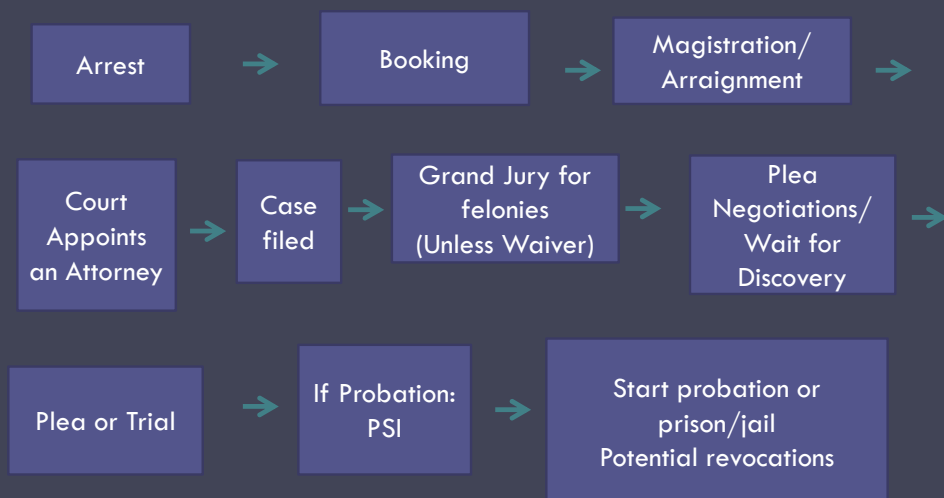 Arrest
Booking
Magistration/
Arraignment
Court
Appoints
an Attorney
Case
filed
Grand Jury for
felonies
(Unless Waiver)
Plea
Negotiations/
Wait for
Discovery
Plea or Trial
If Probation:
PSI
Start probation or
prison/jail
Potential revocations